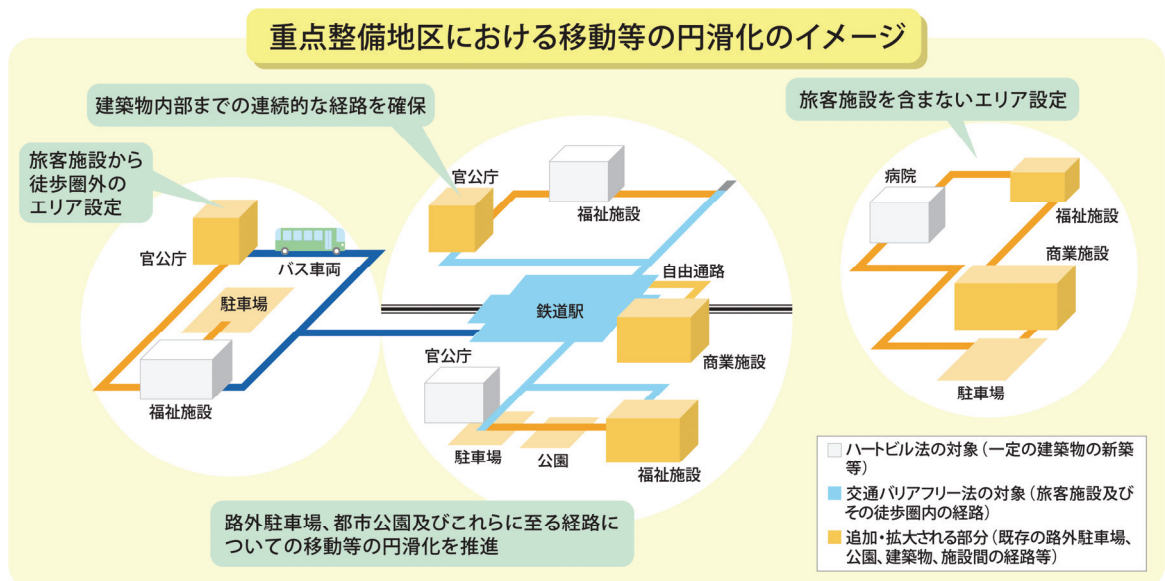 重点整備地区における移動等の円滑化のイメージ
建築物内部までの連続的な経路を確保
旅客施設を含まないエリア設定
旅客施設から
徒歩圏外の
エリア設定
官公庁
バス車両
駐車場
福祉施設
官公庁
福祉施設
自由通路
鉄道駅
商業施設
官公庁
駐車場
公園
福祉施設
病院
福祉施設
商業施設
駐車場
路外駐車場、都市公園及びこれらに至る経路に
ついての移動等の円滑化を推進
ハートビル法の対象（一定の建築物の新築
等）
交通バリアフリー法の対象（旅客施設及び
その徒歩圏内の経路）
追加・拡大される部分（既存の路外駐車場、
公園、建築物、施設間の経路等）